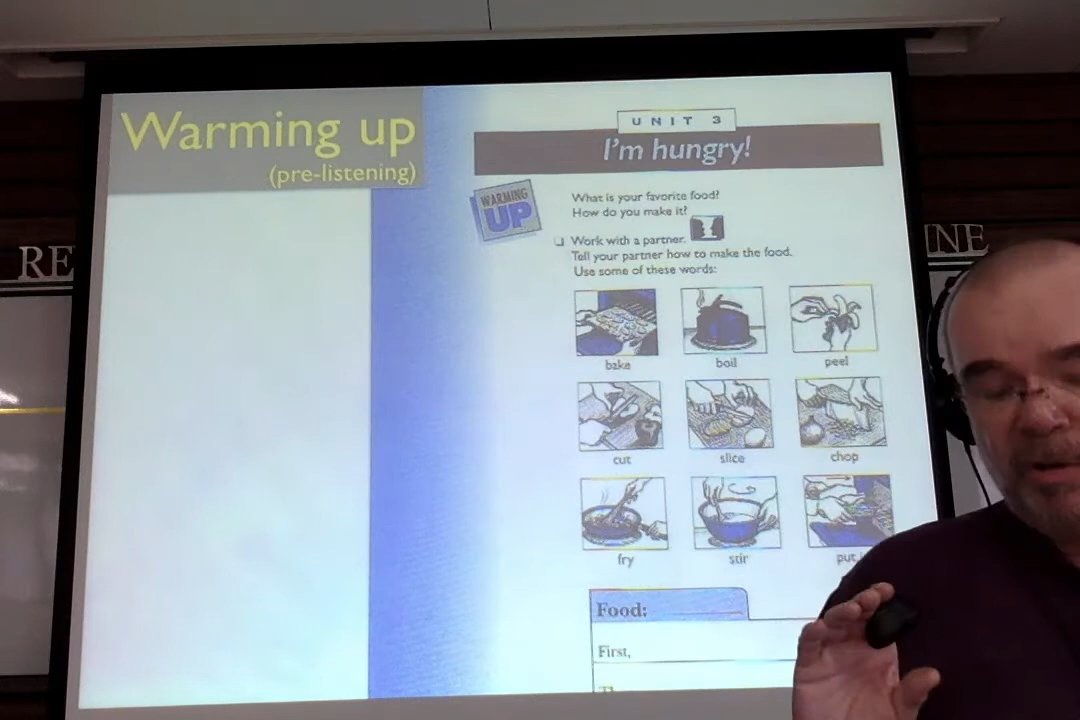 Warming up
(pre-listening)
UNIT 3
I'm hungry!
WARMING
UP
What is your favorite food?
How do you make it?
❑ Work with a partner.
Tell your partner how to make the food.
Use some of these words:
bake boil peel
cut slice chop
fry stir put
Food:
First,
RE
INE